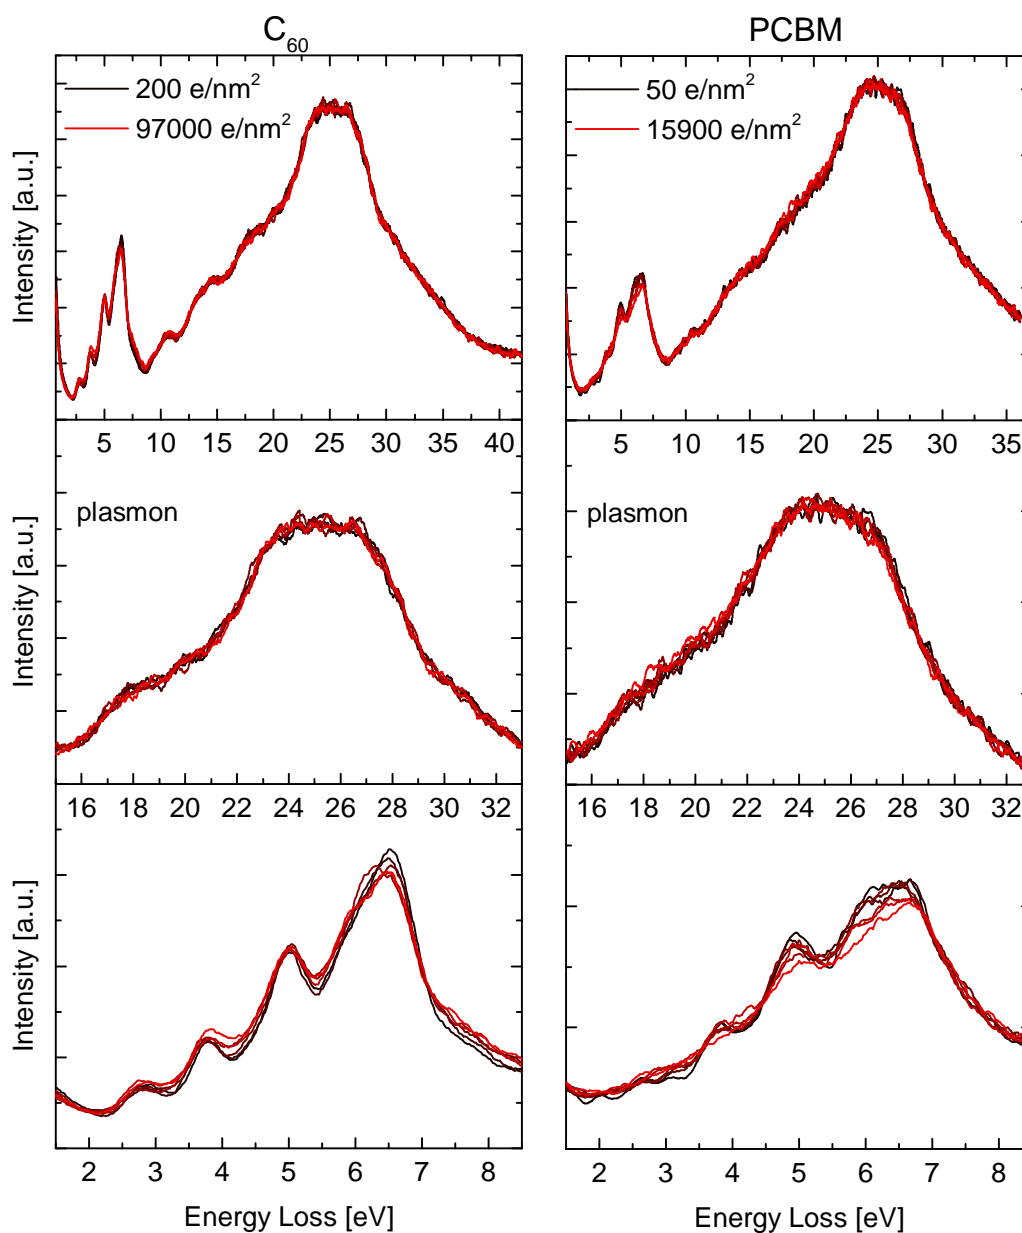 C60
PCBM
200 e/nm²
97000 e/nm²
50 e/nm²
15900 e/nm²
Intensity [a.u.]
5 10 15 20 25 30 35 40
5 10 15 20 25 30 35
plasmon
plasmon
Intensity [a.u.]
16 18 20 22 24 26 28 30 32
16 18 20 22 24 26 28 30 32
Intensity [a.u.]
2 3 4 5 6 7 8
2 3 4 5 6 7 8
Energy Loss [eV]
Energy Loss [eV]